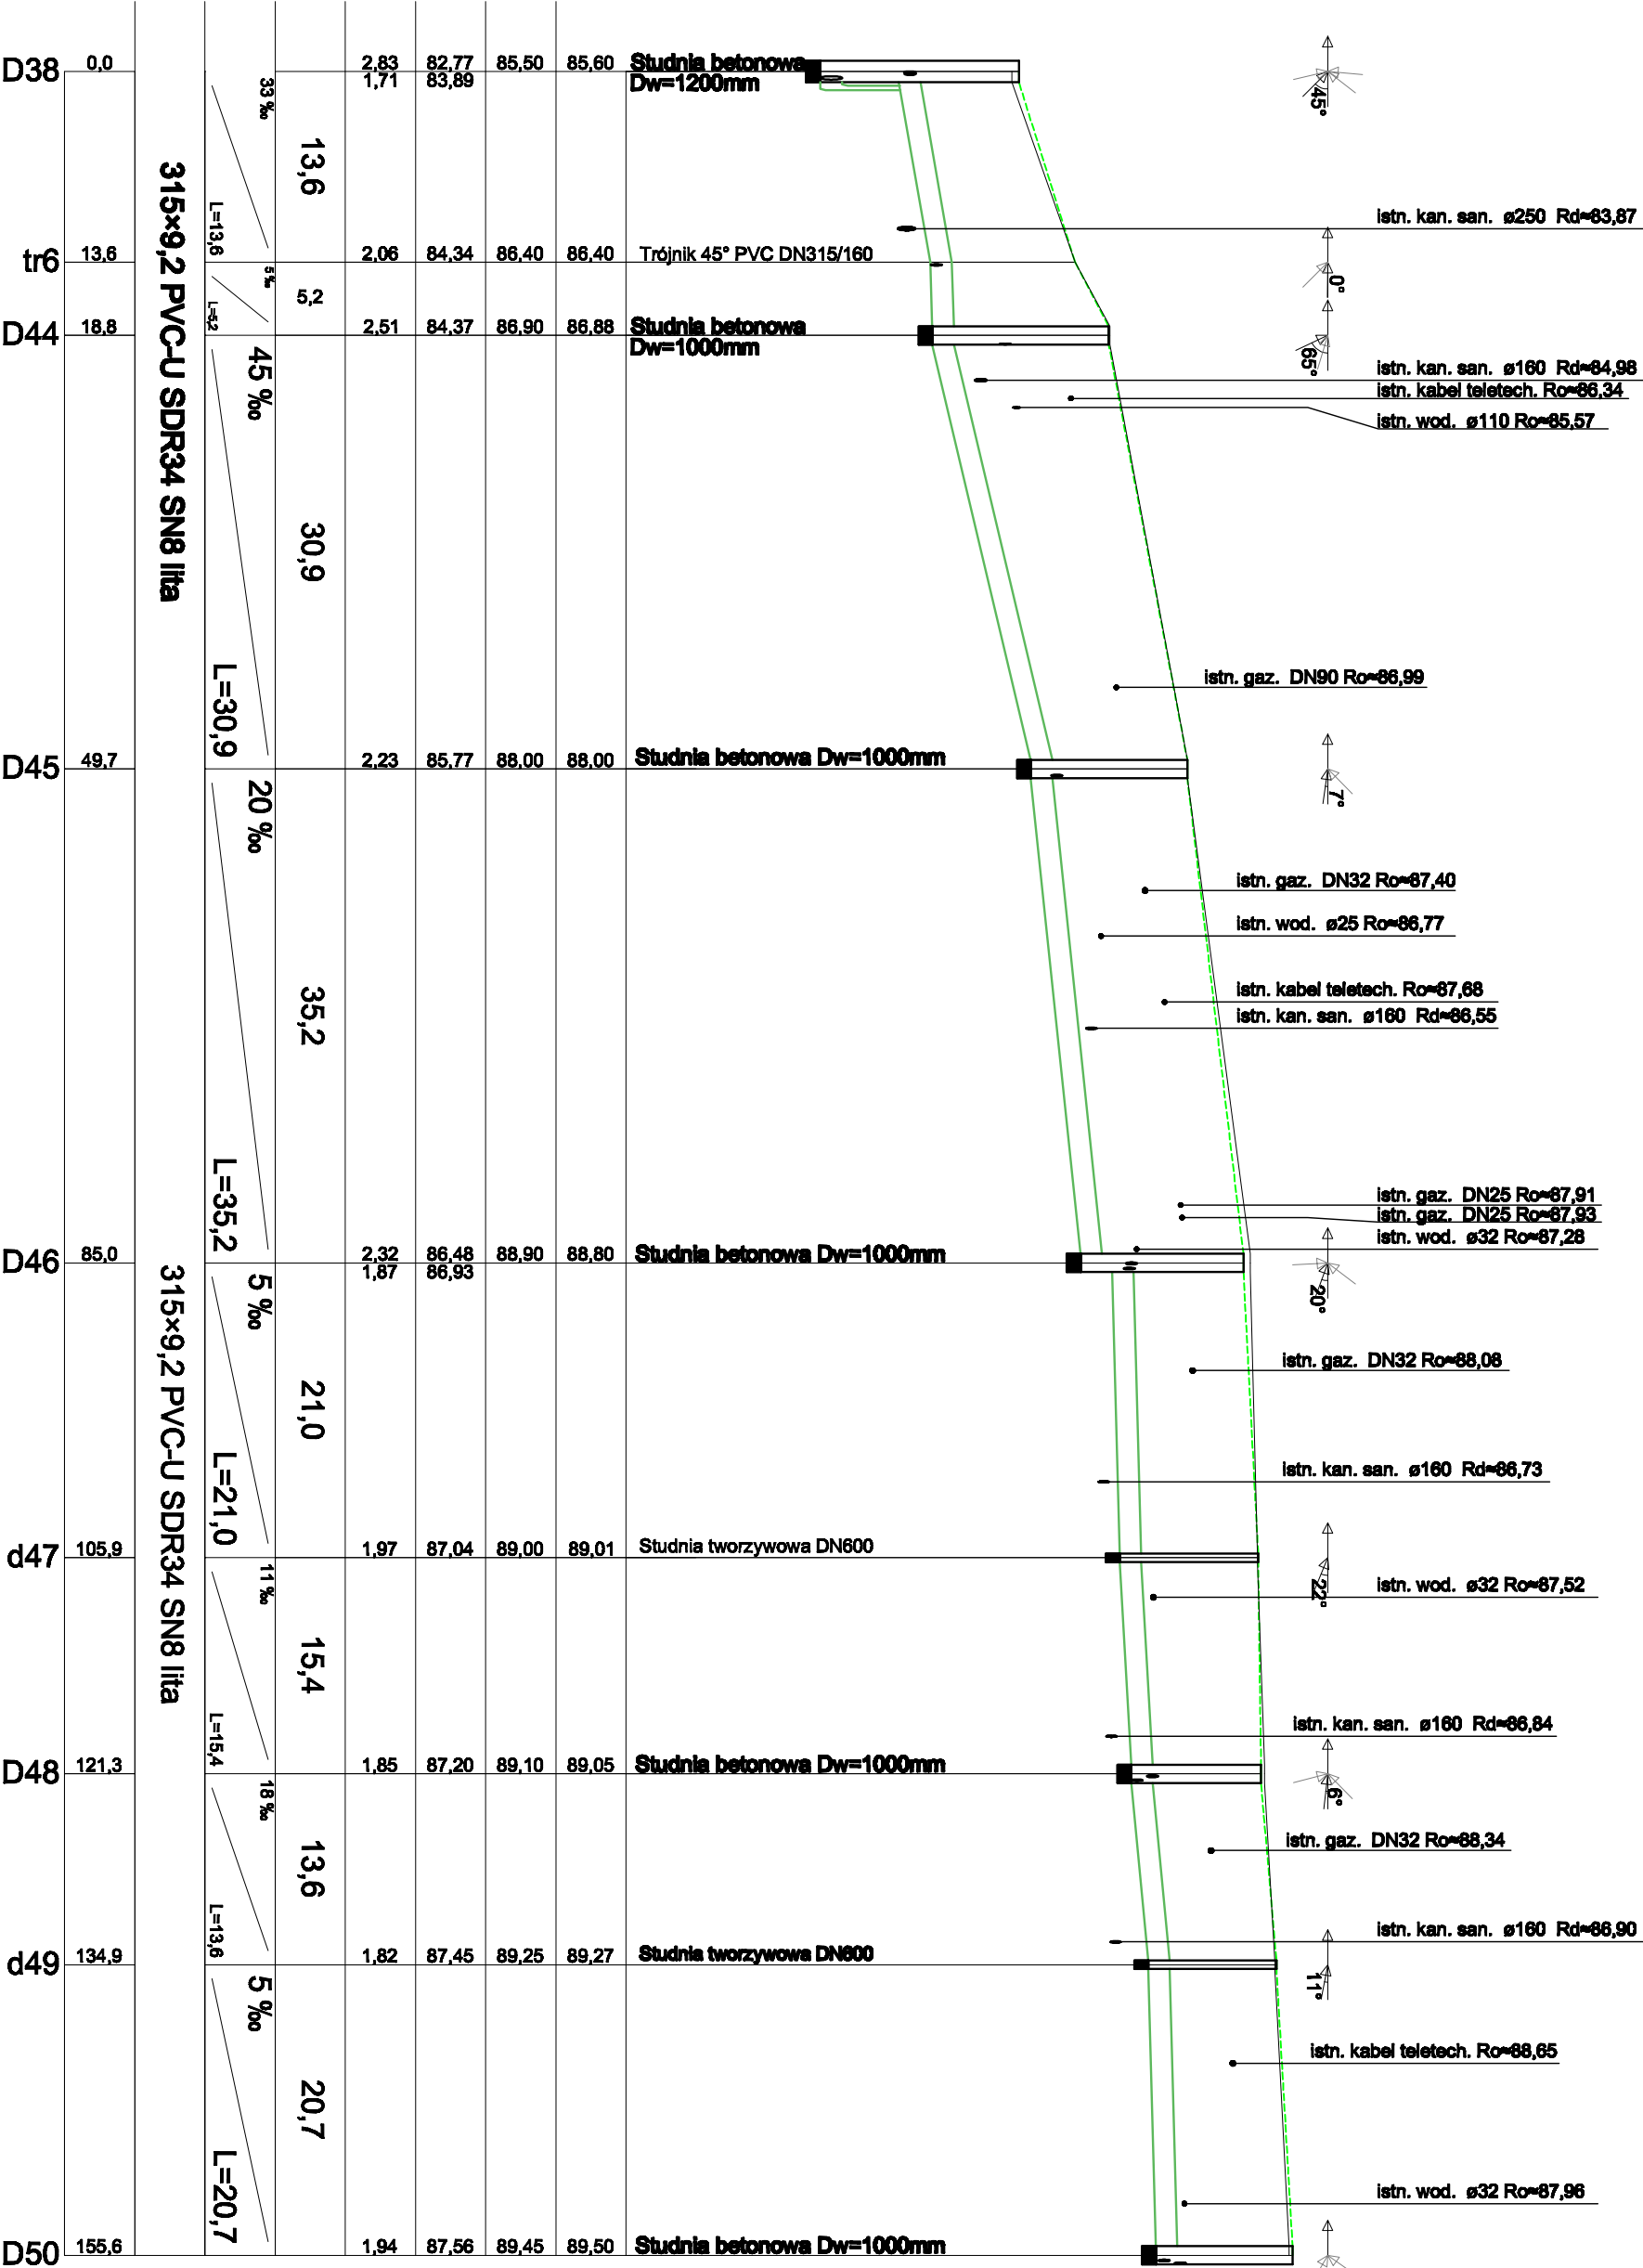 D38 0,0 2,83 82,77 85,50 85,60 Studnia betonowa
1,71 83,89 Dw=1200mm
45°
33 ‰
13,6
L=13,6
istn. kan. san. ø250 Rd≈83,87
tr6 13,6 2,06 84,34 86,40 86,40 Trójnik 45° PVC DN315/160
0°
5 ‰
5,2
L=5,2
D44 18,8 2,51 84,37 86,90 86,88 Studnia betonowa
Dw=1000mm
65°
315×9,2 PVC-U SDR34 SN8 lita
45 ‰
30,9
L=30,9
istn. kan. san. ø160 Rd≈84,98
istn. kabel teletech. Ro≈86,34
istn. wod. ø110 Ro≈85,57
istn. gaz. DN90 Ro≈86,99
D45 49,7 2,23 85,77 88,00 88,00 Studnia betonowa Dw=1000mm
7°
20 ‰
35,2
L=35,2
istn. gaz. DN32 Ro≈87,40
istn. wod. ø25 Ro≈86,77
istn. kabel teletech. Ro≈87,68
istn. kan. san. ø160 Rd≈86,55
istn. gaz. DN25 Ro≈87,91
istn. gaz. DN25 Ro≈87,93
istn. wod. ø32 Ro≈87,28
D46 85,0 2,32 86,48 88,90 88,80 Studnia betonowa Dw=1000mm
1,87 86,93
20°
315×9,2 PVC-U SDR34 SN8 lita
5 ‰
21,0
L=21,0
istn. gaz. DN32 Ro≈88,08
istn. kan. san. ø160 Rd≈86,73
d47 105,9 1,97 87,04 89,00 89,01 Studnia tworzywowa DN600
22°
11 ‰
15,4
L=15,4
istn. wod. ø32 Ro≈87,52
istn. kan. san. ø160 Rd≈86,84
D48 121,3 1,85 87,20 89,10 89,05 Studnia betonowa Dw=1000mm
6°
18 ‰
13,6
L=13,6
istn. gaz. DN32 Ro≈88,34
istn. kan. san. ø160 Rd≈86,90
d49 134,9 1,82 87,45 89,25 89,27 Studnia tworzywowa DN600
11°
5 ‰
20,7
L=20,7
istn. kabel teletech. Ro≈88,65
istn. wod. ø32 Ro≈87,96
D50 155,6 1,94 87,56 89,45 89,50 Studnia betonowa Dw=1000mm